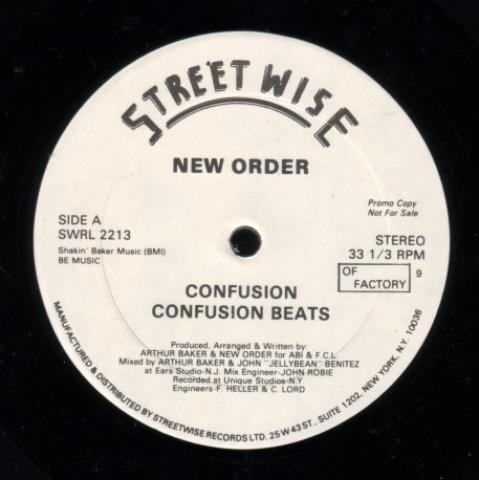 STREET WISE
NEW ORDER
SIDE A
SWRL 2213
Shakin' Baker Music (BMI)
BE MUSIC
Promo Copy
Not For Sale
STEREO
33 1/3 RPM
OF
FACTORY 9
CONFUSION
CONFUSION BEATS
Produced, Arranged & Written by:
ARTHUR BAKER & NEW ORDER for ABI & F.C.L.
Mixed by ARTHUR BAKER & JOHN "JELLYBEAN" BENITEZ
at Ears Studio-N.J. Mix Engineer-JOHN ROBIE
Recorded at Unique Studios-N.Y.
Engineers-F. HELLER & C. LORD
MANUFACTURED & DISTRIBUTED BY STREETWISE RECORDS LTD. 25 W 43 ST., SUITE 1202, NEW YORK, N.Y. 10036